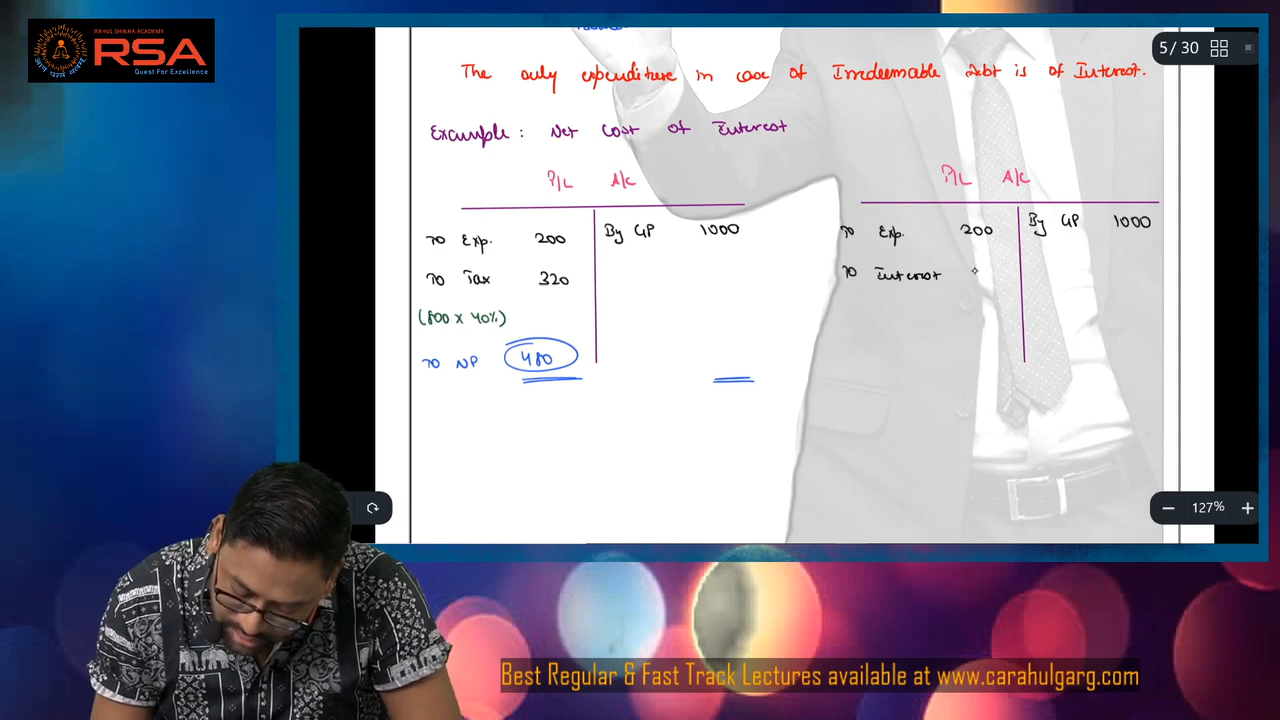 RAHUL SHIKHA ACADEMY
RSA
Quest For Excellence
5 / 30
The only expenditure in case of Irredeemable Debt is of Interest.
Example : Net Cost of Interest
P/L A/C
To Exp. 200 By GP 1000
To Tax 320
(800 x 40%)
To NP 480
P/L A/C
To Exp. 200 By GP 1000
To Interest
127%
Best Regular & Fast Track Lectures available at www.carahulgarg.com